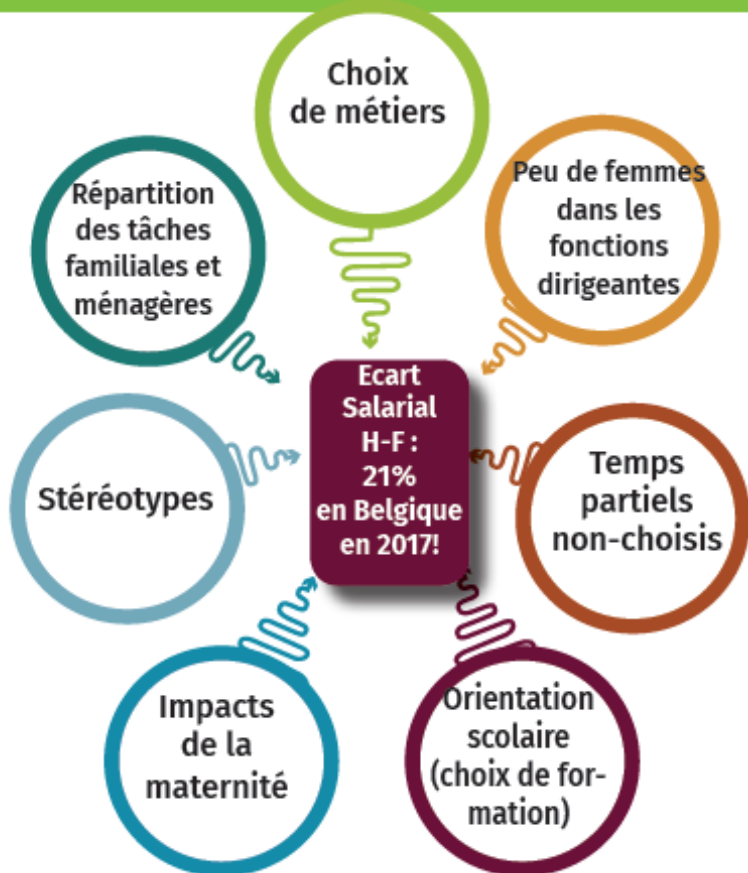 Choix
de métiers
Répartition
des tâches
familiales et
ménagères
Peu de femmes
dans les
fonctions
dirigeantes
Ecart
Salarial
H-F :
21%
en Belgique
en 2017!
Stéréotypes
Temps
partiels
non-choisis
Impacts
de la
maternité
Orientation
scolaire
(choix de for-
mation)